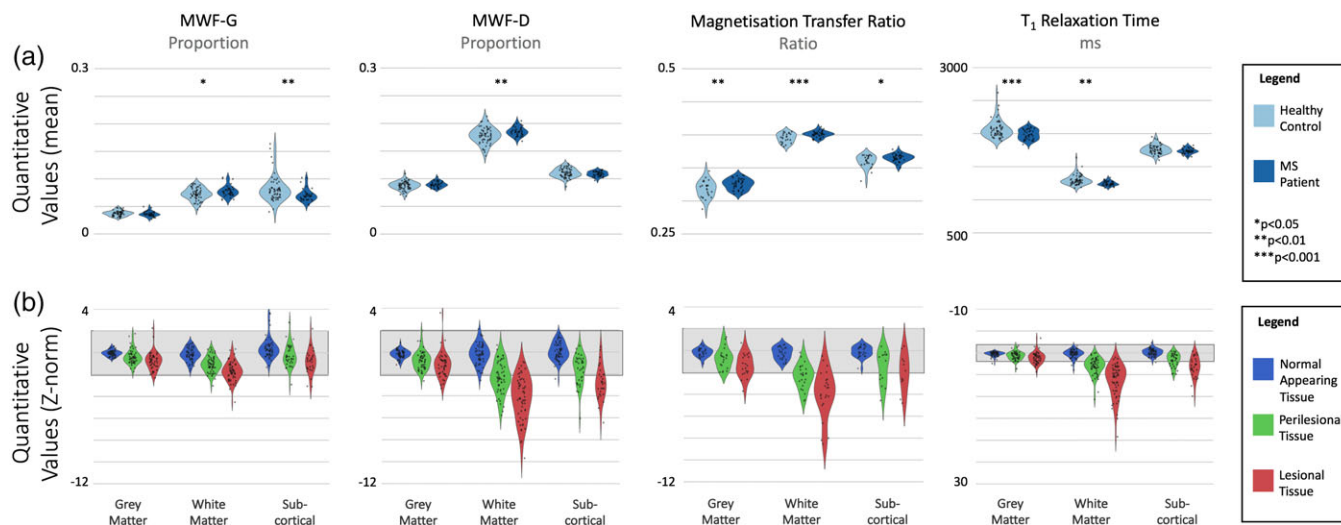 MWF-G
Proportion
MWF-D
Proportion
Magnetisation Transfer Ratio
Ratio
T1 Relaxation Time
ms
(a)
Quantitative
Values (mean)
0.3
* **
0
0.3
**
0
0.5
** *** *
0.25
3000
*** **
500
Legend
Healthy
Control
MS
Patient
*p<0.05
**p<0.01
***p<0.001
(b)
Quantitative
Values (Z-norm)
4
-12
4
-12
4
-12
-10
30
Grey
Matter
White
Matter
Sub-
cortical
Grey
Matter
White
Matter
Sub-
cortical
Grey
Matter
White
Matter
Sub-
cortical
Grey
Matter
White
Matter
Sub-
cortical
Legend
Normal
Appearing
Tissue
Perilesional
Tissue
Lesional
Tissue